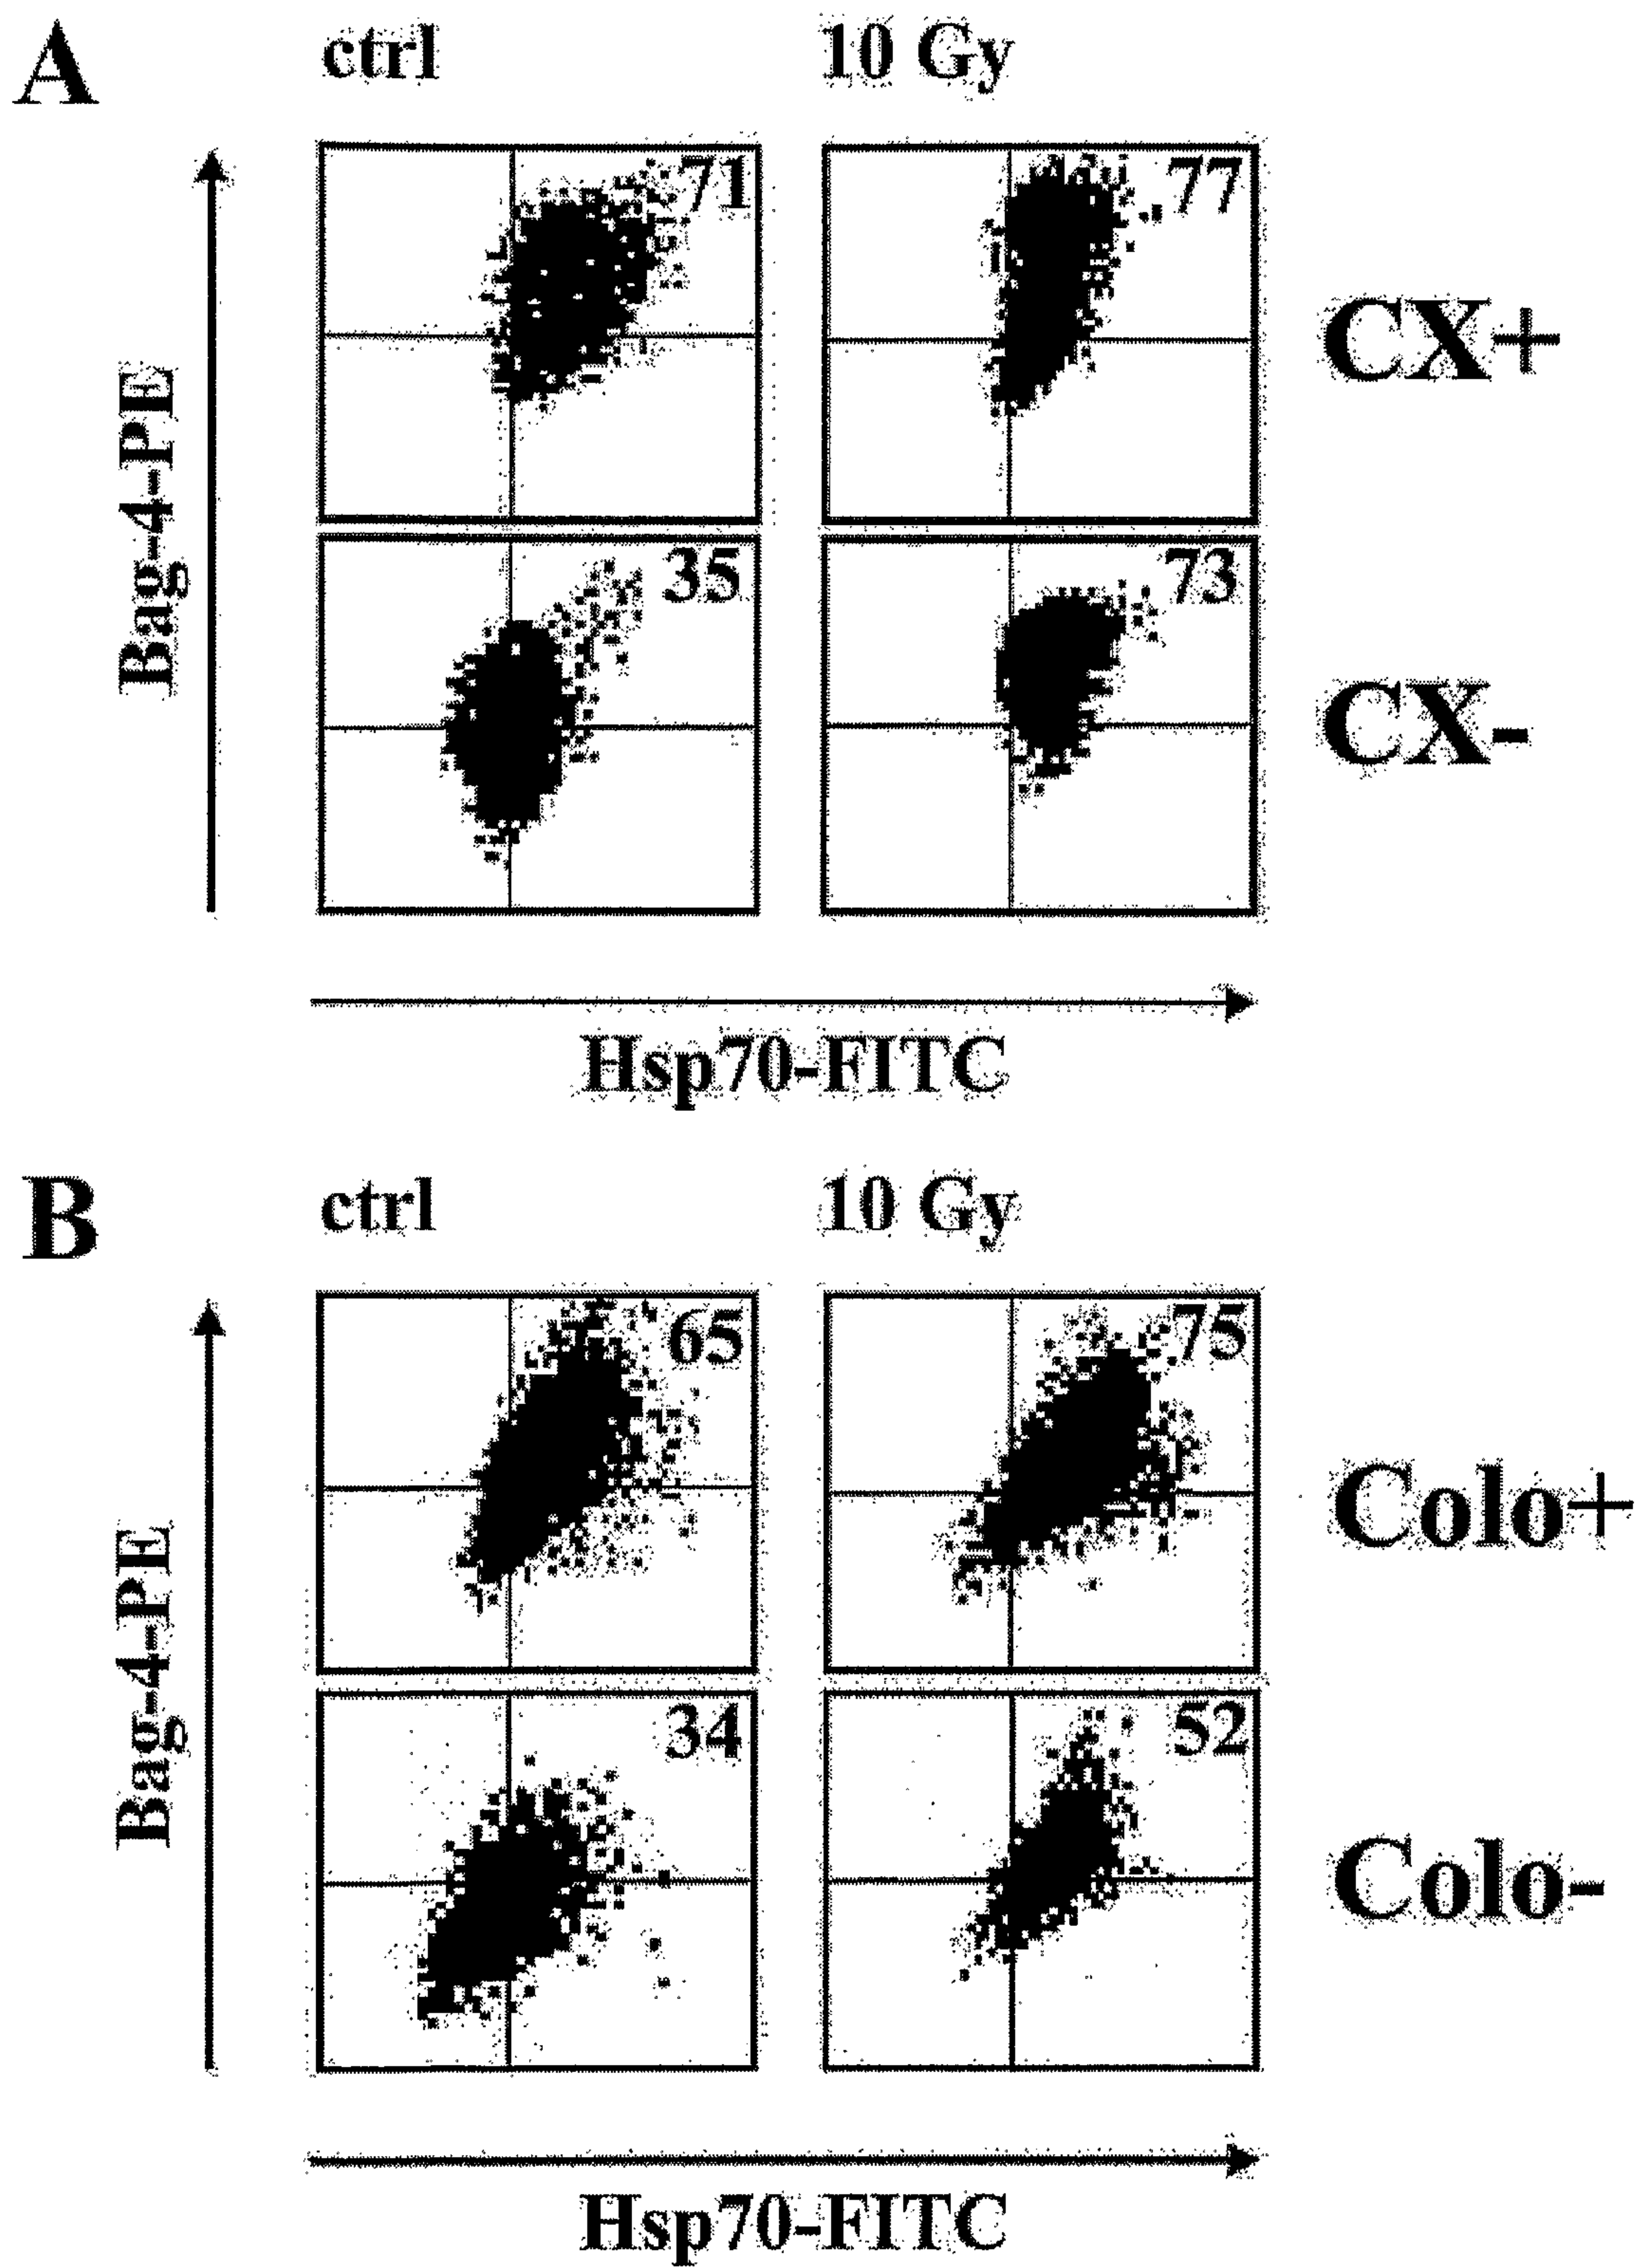 A
ctrl 10 Gy
71 77
CX+
Bag-4-PE
35 73
CX-
Hsp70-FITC
B
ctrl 10 Gy
65 75
Colo+
Bag-4-PE
34 52
Colo-
Hsp70-FITC